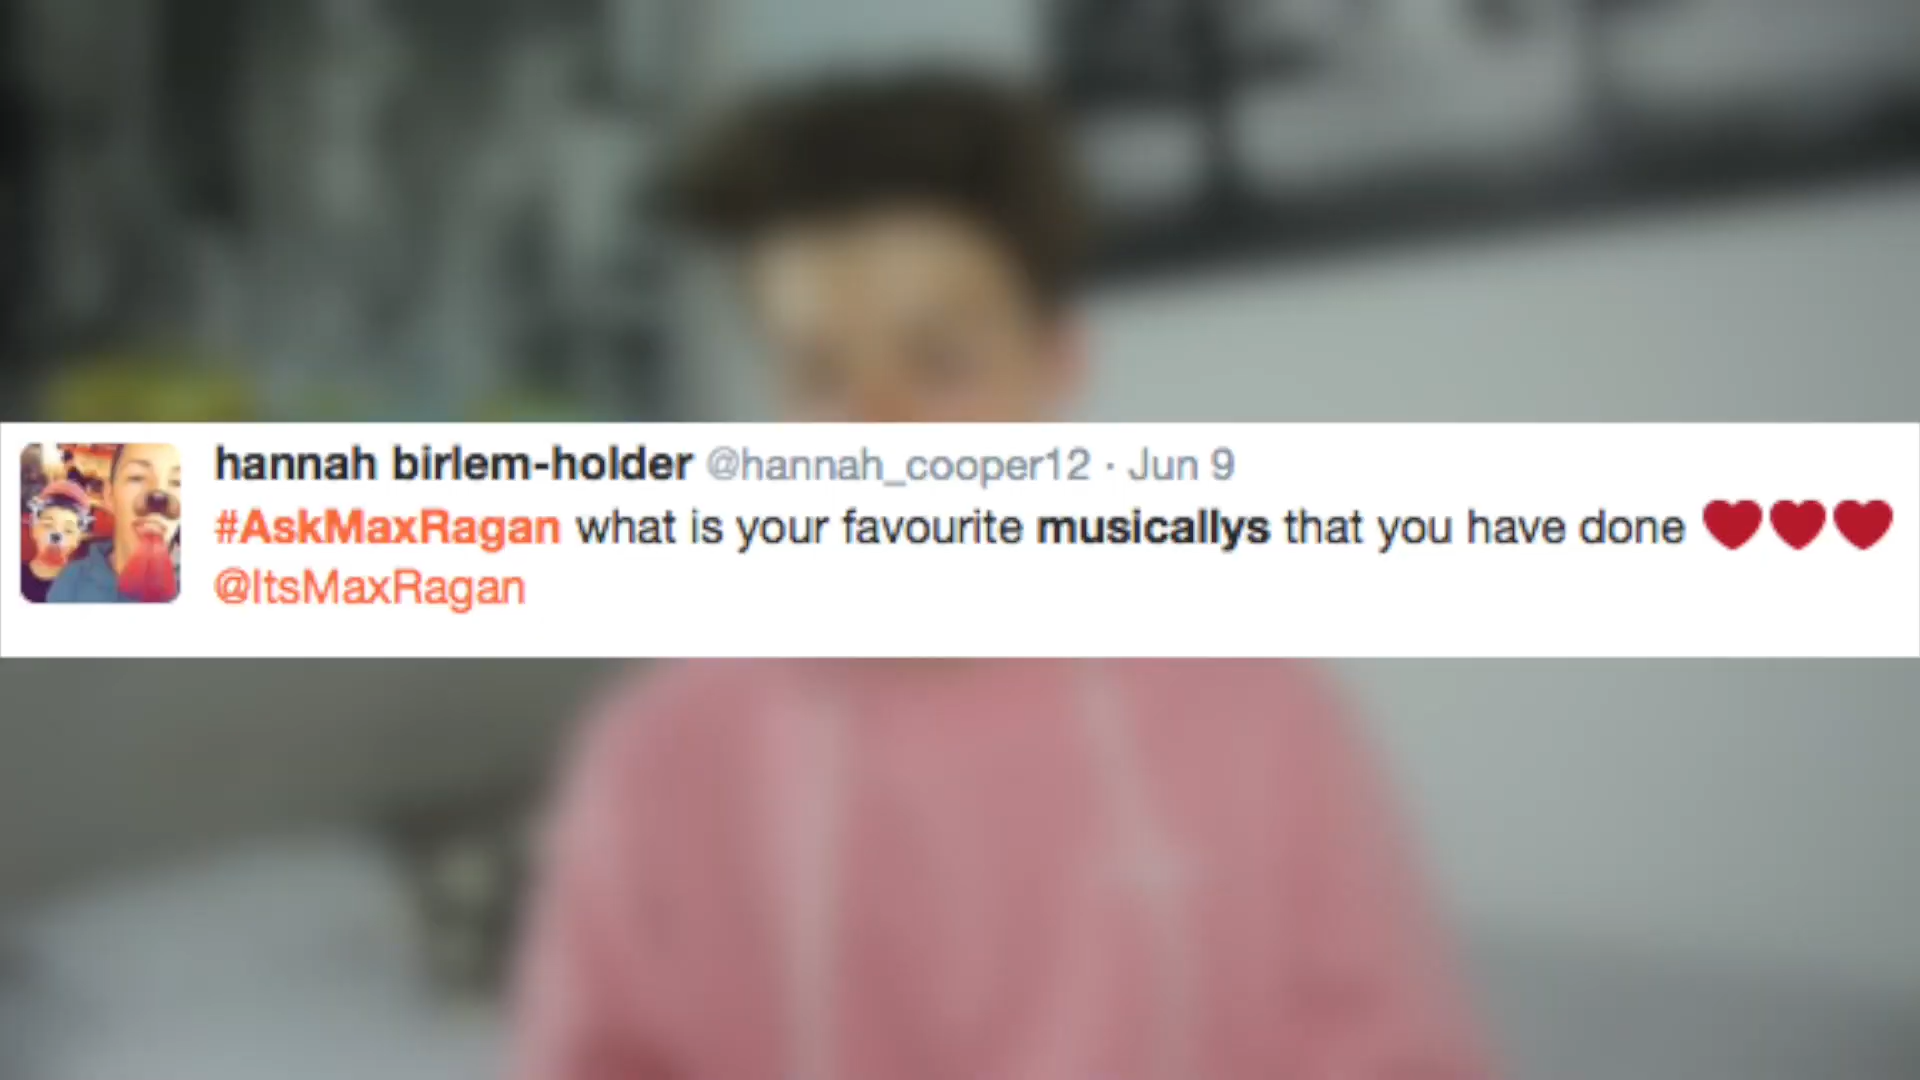 hannah birlem-holder @hannah_cooper12 · Jun 9
#AskMaxRagan what is your favourite musicallys that you have done ❤❤❤
@ItsMaxRagan